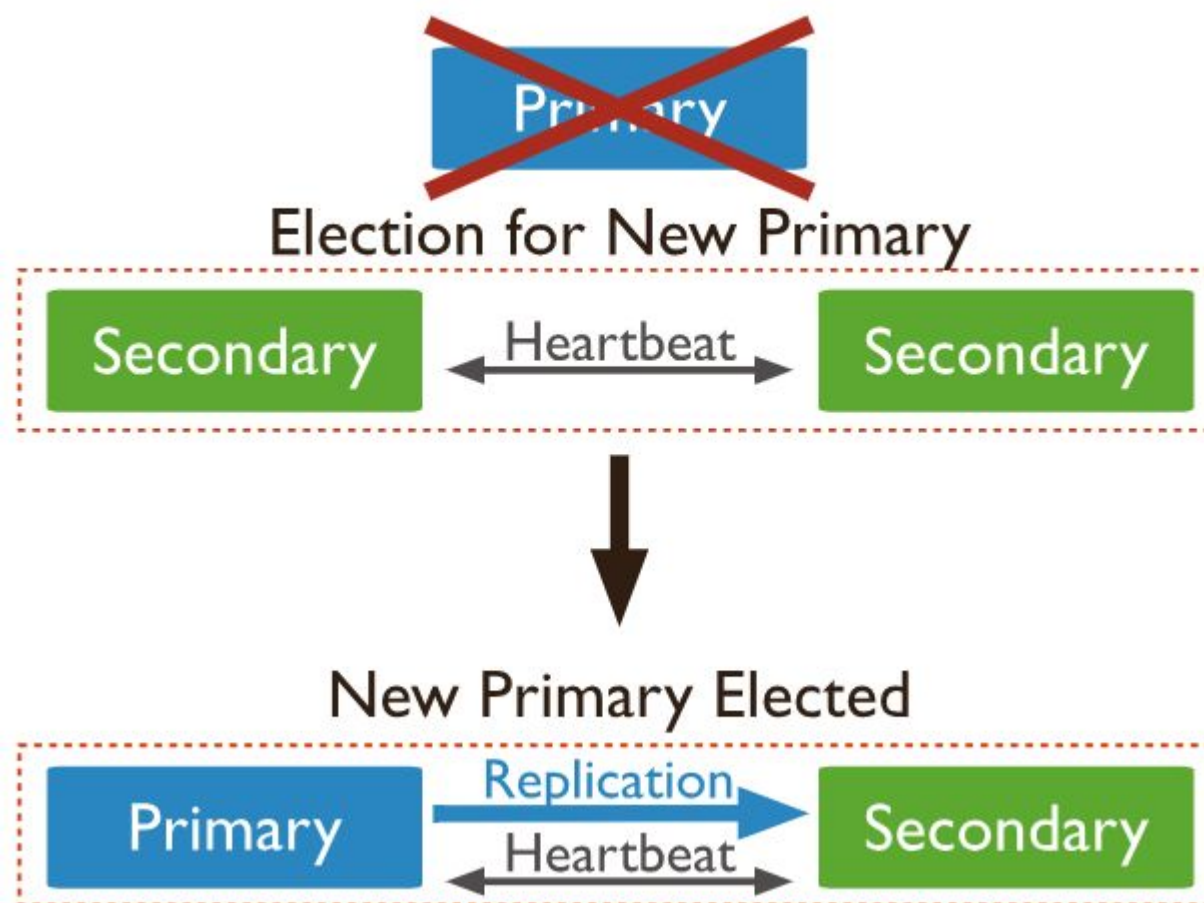 Primary
Election for New Primary
Secondary
Heartbeat
Secondary
New Primary Elected
Primary
Replication
Heartbeat
Secondary